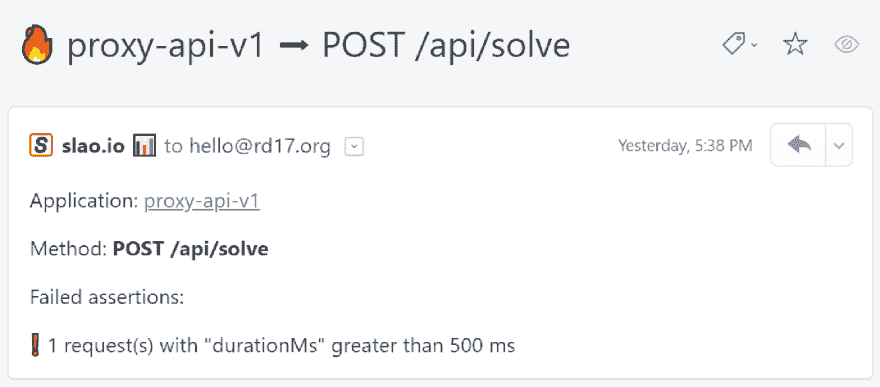 🔥 proxy-api-v1 ➞ POST /api/solve
S slao.io 📊 to hello@rd17.org Yesterday, 5:38 PM
Application: proxy-api-v1
Method: POST /api/solve
Failed assertions:
❗ 1 request(s) with "durationMs" greater than 500 ms